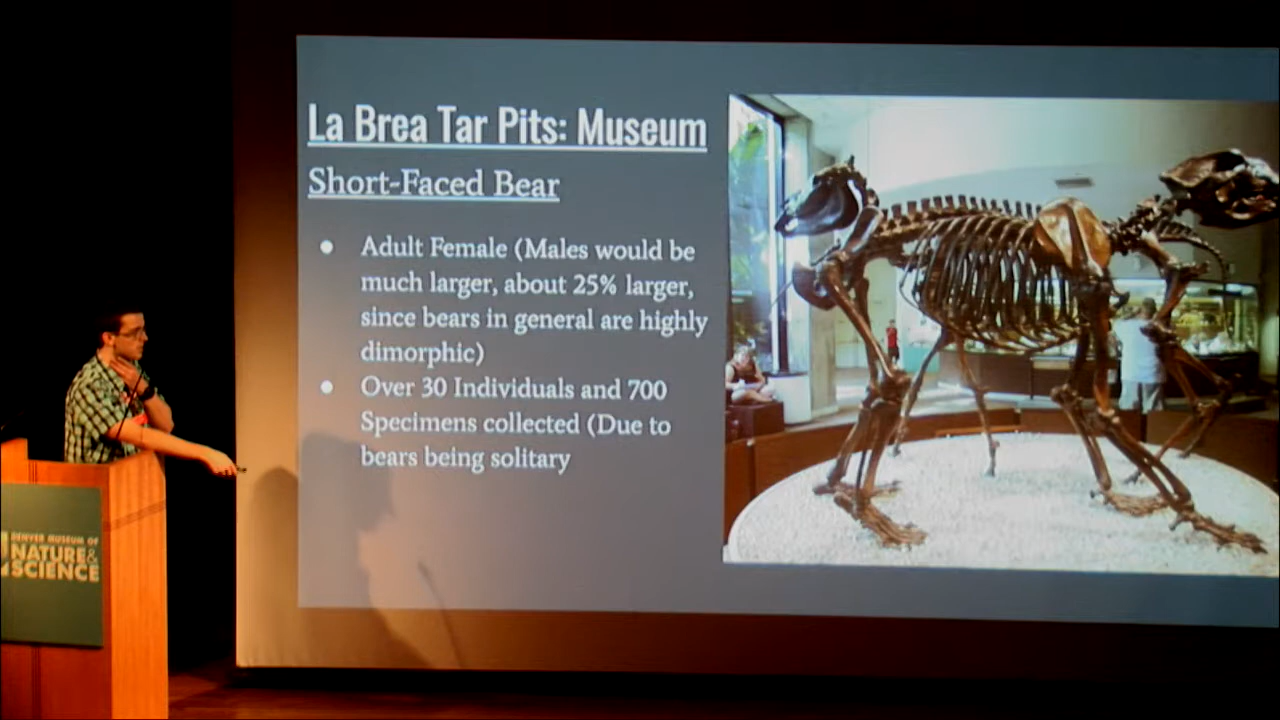 La Brea Tar Pits: Museum
Short-Faced Bear
● Adult Female (Males would be
much larger, about 25% larger,
since bears in general are highly
dimorphic)
● Over 30 Individuals and 700
Specimens collected (Due to
bears being solitary
DENVER MUSEUM OF
NATURE&
SCIENCE